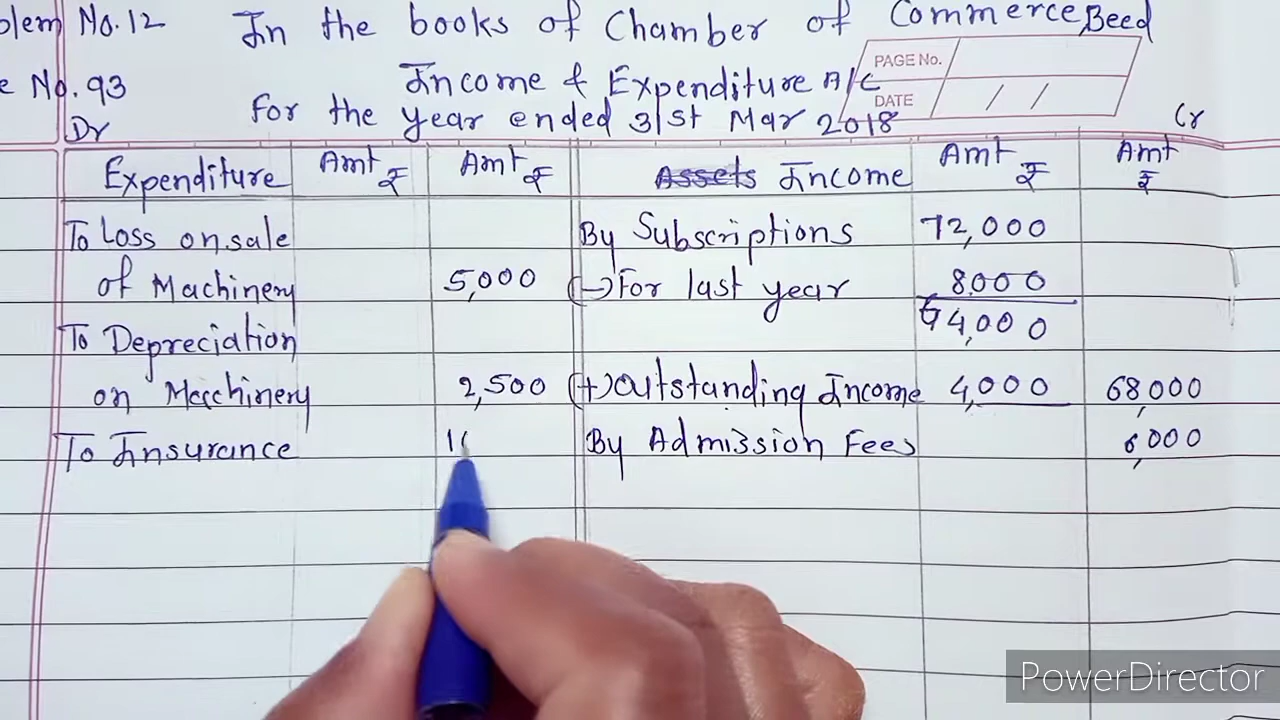 blem No.12 In the books of Chamber of Commerce, Beed
PAGE No.
e No. 93 Income & Expenditure A/C
DATE / /
For the year ended 31st Mar 2018
Dr Cr
Expenditure Amt ₹ Amt ₹ Assets Income Amt ₹ Amt ₹
To Loss on sale By Subscriptions 72,000
of Machinery 5,000 (-) For last year 8,000
64,000
To Depreciation
on Machinery 2,500 (+) Outstanding Income 4,000 68,000
To Insurance By Admission Fees 6,000
PowerDirector